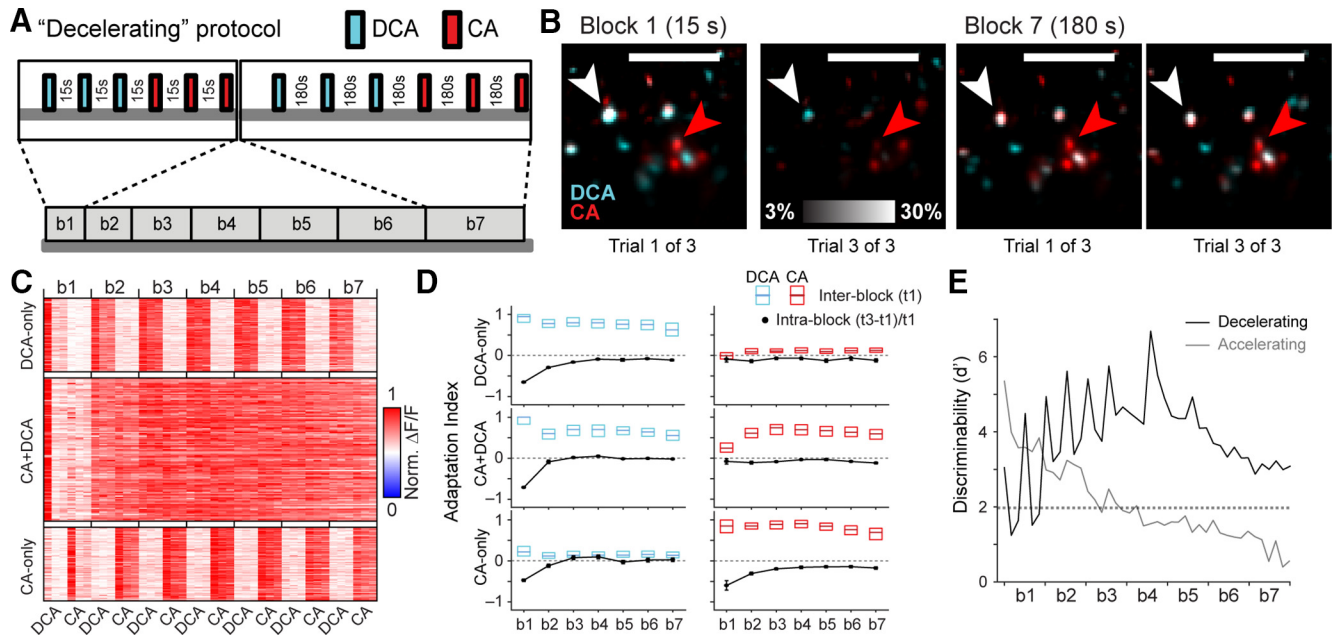 A "Decelerating" protocol DCA CA
15s 15s 15s 15s 15s 180s 180s 180s 180s 180s
b1 b2 b3 b4 b5 b6 b7
B Block 1 (15 s) Block 7 (180 s)
DCA
CA
3% 30%
Trial 1 of 3 Trial 3 of 3 Trial 1 of 3 Trial 3 of 3
C
b1 b2 b3 b4 b5 b6 b7
DCA-only
CA+DCA
CA-only
1
Norm. ΔF/F
0
DCA CA DCA CA DCA CA DCA CA DCA CA DCA CA DCA CA
D
DCA CA
Inter-block (t1)
Intra-block (t3-t1)/t1
Adaptation Index
DCA-only
1
0
−1
CA+DCA
1
0
−1
CA-only
1
0
−1
b1 b2 b3 b4 b5 b6 b7 b1 b2 b3 b4 b5 b6 b7
E
Decelerating
Accelerating
Discriminability (d')
6
4
2
0
b1 b2 b3 b4 b5 b6 b7